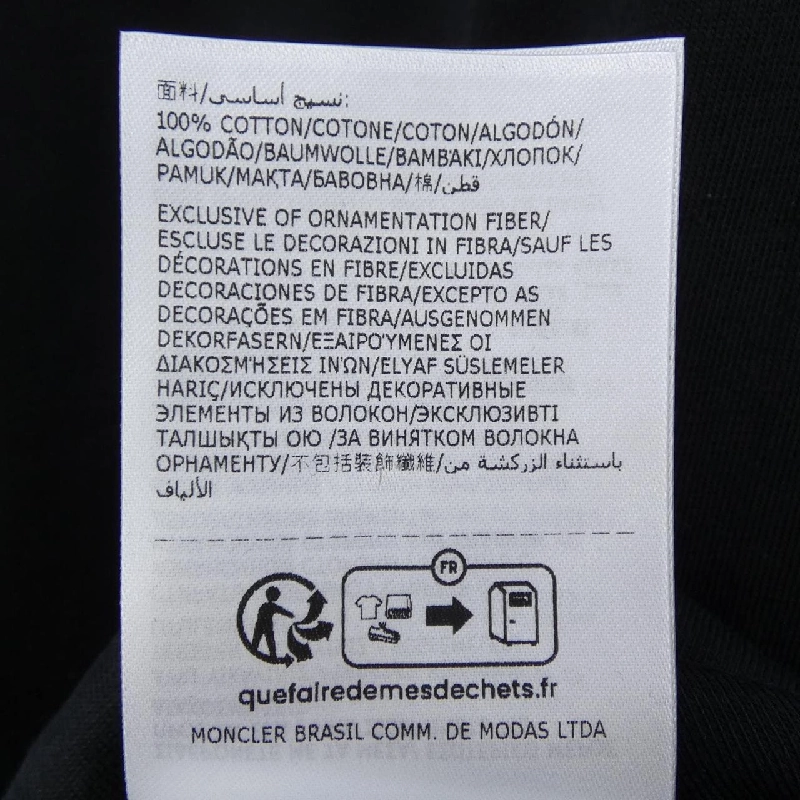 面料/نسيج أساسي:
100% COTTON/COTONE/COTON/ALGODÓN/
ALGODÃO/BAUMWOLLE/ΒΑΜΒΆΚΙ/ХЛОПОК/
PAMUK/МАҚТА/БАВОВНА/棉/قطن
EXCLUSIVE OF ORNAMENTATION FIBER/
ESCLUSE LE DECORAZIONI IN FIBRA/SAUF LES
DÉCORATIONS EN FIBRE/EXCLUIDAS
DECORACIONES DE FIBRA/EXCEPTO AS
DECORAÇÕES EM FIBRA/AUSGENOMMEN
DEKORFASERN/ΕΞΑΙΡΟΎΜΕΝΕΣ ΟΙ
ΔΙΑΚΟΣΜΉΣΕΙΣ ΙΝΏΝ/ELYAF SÜSLEMELER
HARIÇ/ИСКЛЮЧЕНЫ ДЕКОРАТИВНЫЕ
ЭЛЕМЕНТЫ ИЗ ВОЛОКОН/ЭКСКЛЮЗИВТІ
ТАЛШЫҚТЫ ОЮ /ЗА ВИНЯТКОМ ВОЛОКНА
ОРНАМЕНТУ/不包括裝飾纖維/باستثناء الزركشة من
الألياف
FR
quefairedemesdechets.fr
MONCLER BRASIL COMM. DE MODAS LTDA